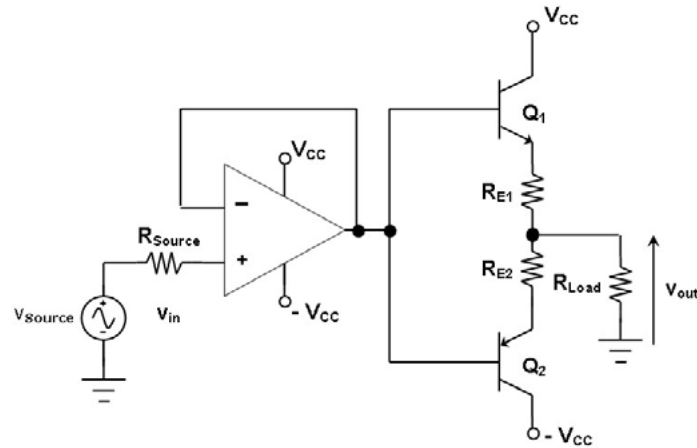 VCC
Q1
VCC
RE1
RSource
−
+
RE2
RLoad
Vout
VSource
+
-
Vin
- VCC
Q2
- VCC